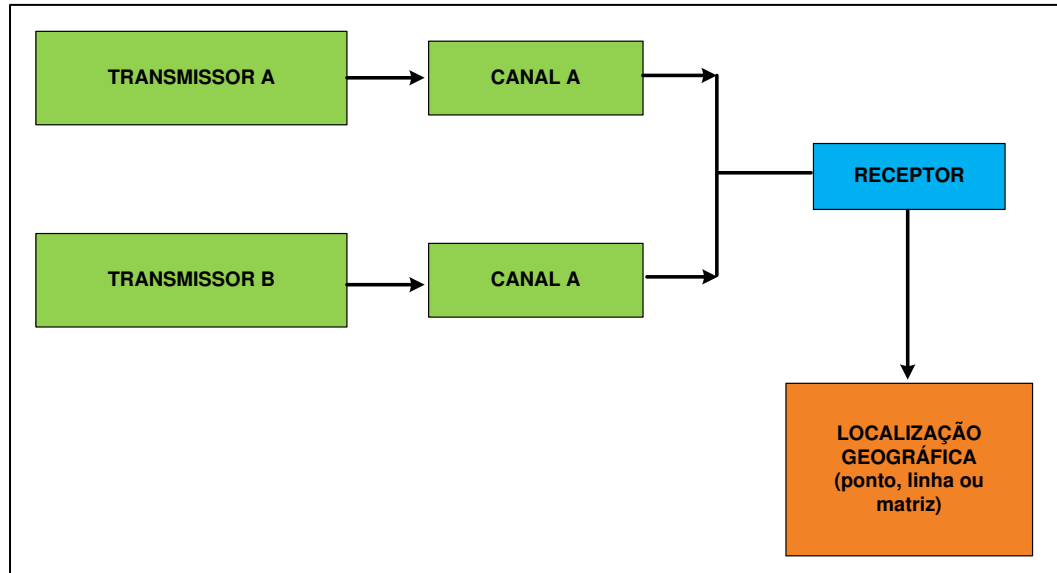 TRANSMISSOR A
CANAL A
RECEPTOR
TRANSMISSOR B
CANAL A
LOCALIZAÇÃO
GEOGRÁFICA
(ponto, linha ou
matriz)